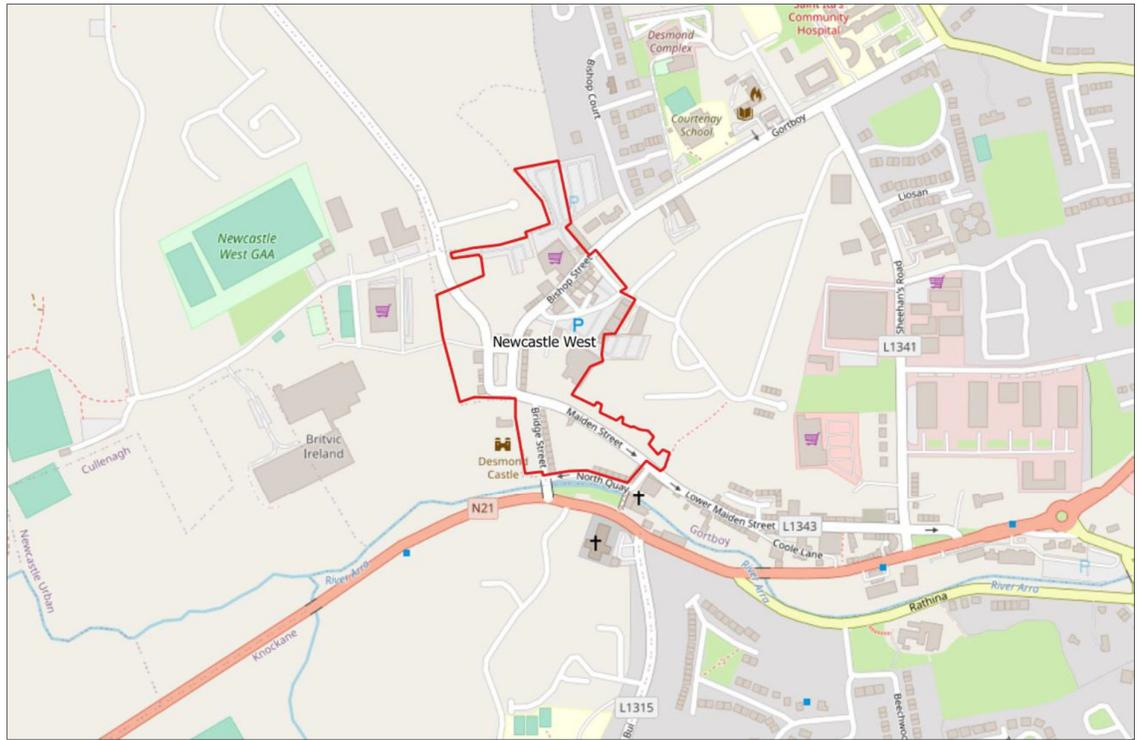 Saint Ita's
Community
Hospital
Desmond
Complex
Bishop Court
Courtenay
School
Gortboy
Liosan
Newcastle
West GAA
P
Bishop Street
P
Newcastle West
Sheehan's Road
L1341
Maiden Street
Bridge Street
Britvic
Ireland
Desmond
Castle
Cullenagh
North Quay
N21
Lower Maiden Street
L1343
Gortboy
Coole Lane
Newcastle Urban
River Arra
River Arra
P
River Arra
Rathina
Knockane
L1315